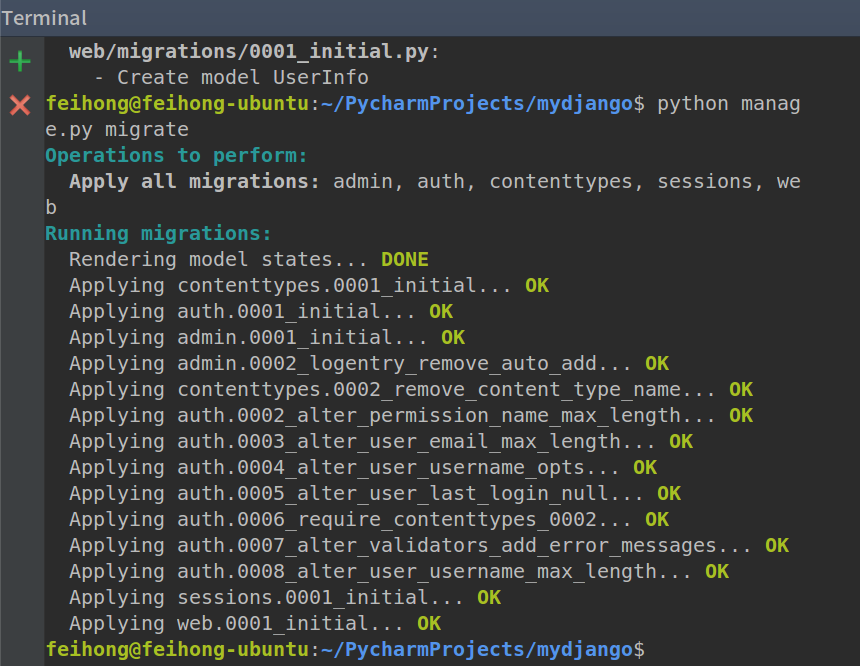 Terminal
web/migrations/0001_initial.py:
- Create model UserInfo
feihong@feihong-ubuntu:~/PycharmProjects/mydjango$ python manag
e.py migrate
Operations to perform:
Apply all migrations: admin, auth, contenttypes, sessions, we
b
Running migrations:
Rendering model states... DONE
Applying contenttypes.0001_initial... OK
Applying auth.0001_initial... OK
Applying admin.0001_initial... OK
Applying admin.0002_logentry_remove_auto_add... OK
Applying contenttypes.0002_remove_content_type_name... OK
Applying auth.0002_alter_permission_name_max_length... OK
Applying auth.0003_alter_user_email_max_length... OK
Applying auth.0004_alter_user_username_opts... OK
Applying auth.0005_alter_user_last_login_null... OK
Applying auth.0006_require_contenttypes_0002... OK
Applying auth.0007_alter_validators_add_error_messages... OK
Applying auth.0008_alter_user_username_max_length... OK
Applying sessions.0001_initial... OK
Applying web.0001_initial... OK
feihong@feihong-ubuntu:~/PycharmProjects/mydjango$